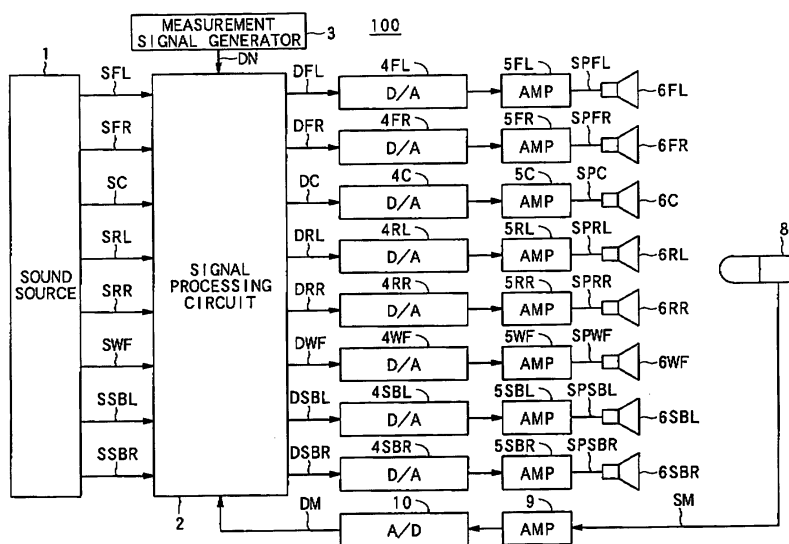 MEASUREMENT
SIGNAL GENERATOR
3
100
1
DN
SFL
DFL
4FL
D/A
5FL
AMP
SPFL
6FL
SFR
DFR
4FR
D/A
5FR
AMP
SPFR
6FR
SC
DC
4C
D/A
5C
AMP
SPC
6C
8
SRL
DRL
4RL
D/A
5RL
AMP
SPRL
6RL
SOUND
SOURCE
SIGNAL
PROCESSING
CIRCUIT
SRR
DRR
4RR
D/A
5RR
AMP
SPRR
6RR
SWF
DWF
4WF
D/A
5WF
AMP
SPWF
6WF
SSBL
DSBL
4SBL
D/A
5SBL
AMP
SPSBL
6SBL
SSBR
DSBR
4SBR
D/A
5SBR
AMP
SPSBR
6SBR
2
DM
10
A/D
9
AMP
SM